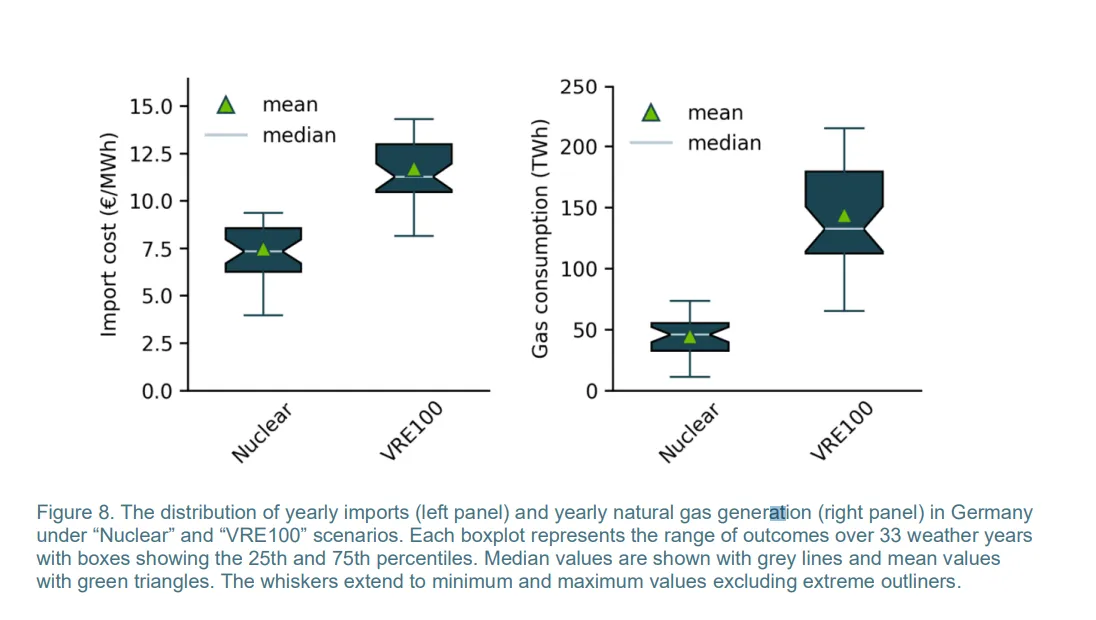 15.0
12.5
10.0
7.5
5.0
2.5
0.0
Import cost (€/MWh)
mean
median
Nuclear
VRE100
250
200
150
100
50
0
Gas consumption (TWh)
mean
median
Nuclear
VRE100
Figure 8. The distribution of yearly imports (left panel) and yearly natural gas generation (right panel) in Germany
under “Nuclear” and “VRE100” scenarios. Each boxplot represents the range of outcomes over 33 weather years
with boxes showing the 25th and 75th percentiles. Median values are shown with grey lines and mean values
with green triangles. The whiskers extend to minimum and maximum values excluding extreme outliners.